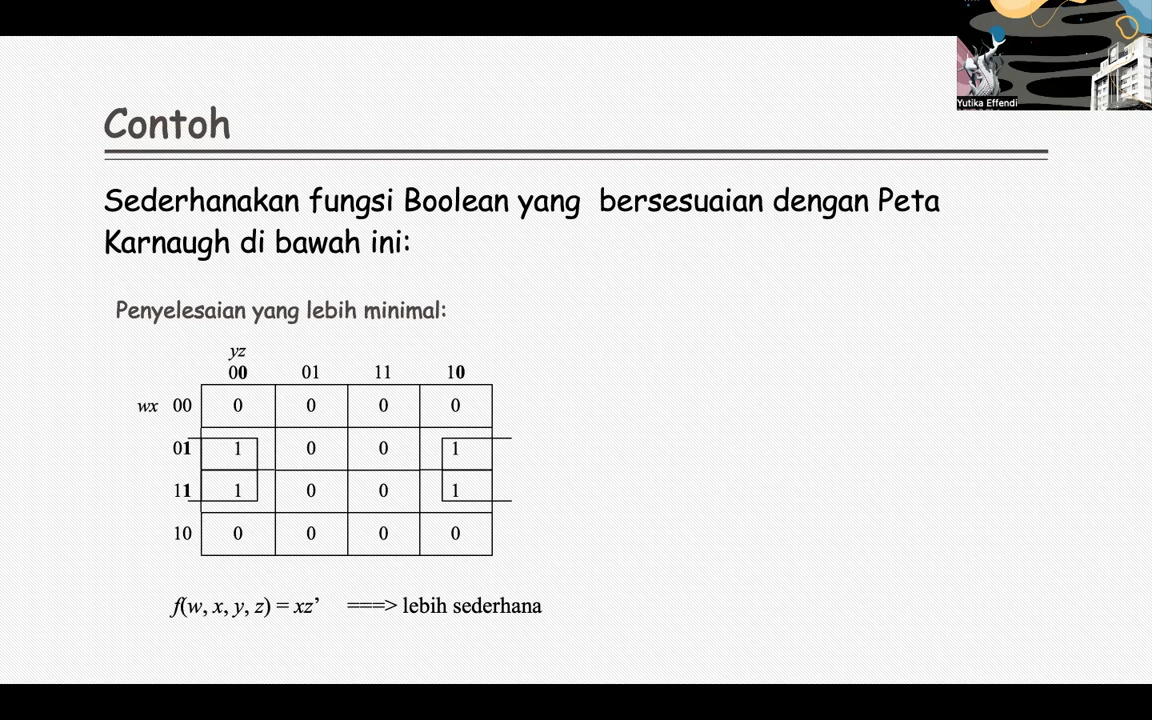 Yutika Effendi
Contoh
Sederhanakan fungsi Boolean yang bersesuaian dengan Peta
Karnaugh di bawah ini:
Penyelesaian yang lebih minimal:
yz
00 01 11 10
wx 00 0 0 0 0
01 1 0 0 1
11 1 0 0 1
10 0 0 0 0
f(w, x, y, z) = xz’ ===> lebih sederhana